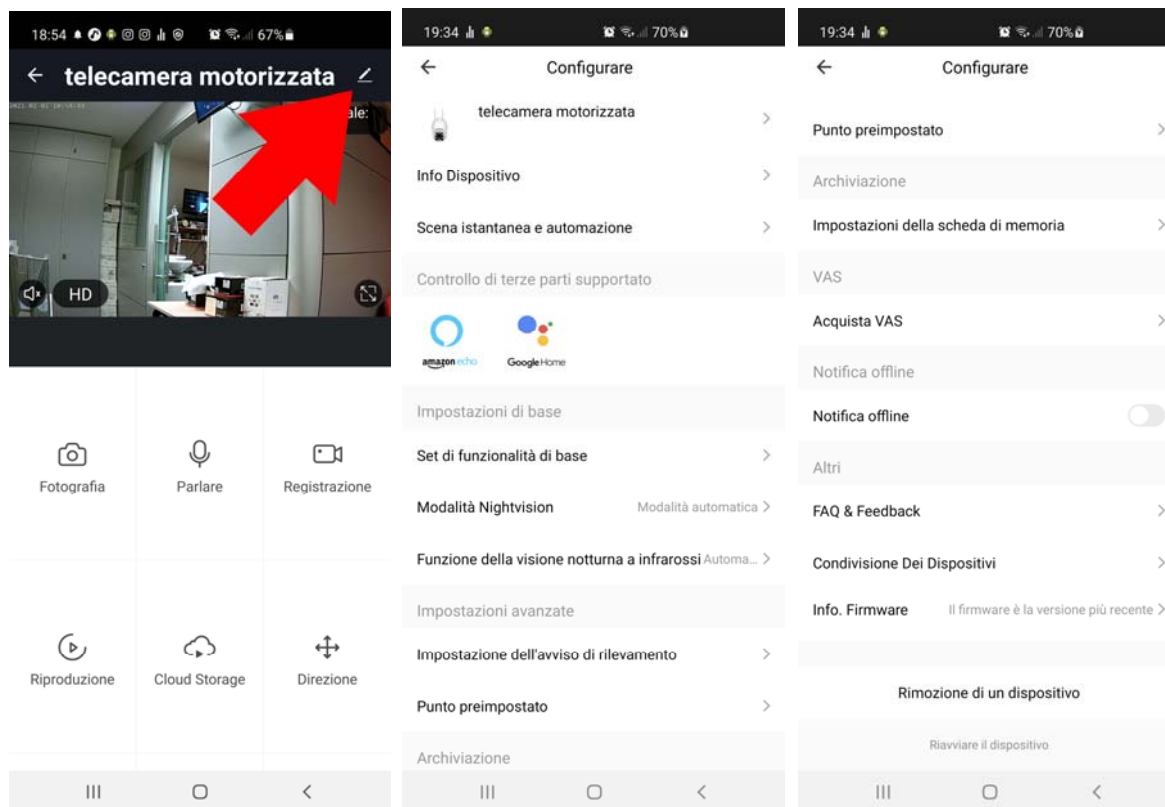 18:54
67%
telecamera motorizzata
ale:
HD
Fotografia
Parlare
Registrazione
Riproduzione
Cloud Storage
Direzione
19:34
70%
Configurare
telecamera motorizzata
Info Dispositivo
Scena istantanea e automazione
Controllo di terze parti supportato
amazon echo
Google Home
Impostazioni di base
Set di funzionalità di base
Modalità Nightvision Modalità automatica
Funzione della visione notturna a infrarossi Automa...
Impostazioni avanzate
Impostazione dell'avviso di rilevamento
Punto preimpostato
Archiviazione
19:34
70%
Configurare
Punto preimpostato
Archiviazione
Impostazioni della scheda di memoria
VAS
Acquista VAS
Notifica offline
Notifica offline
Altri
FAQ & Feedback
Condivisione Dei Dispositivi
Info. Firmware Il firmware è la versione più recente
Rimozione di un dispositivo
Riavviare il dispositivo